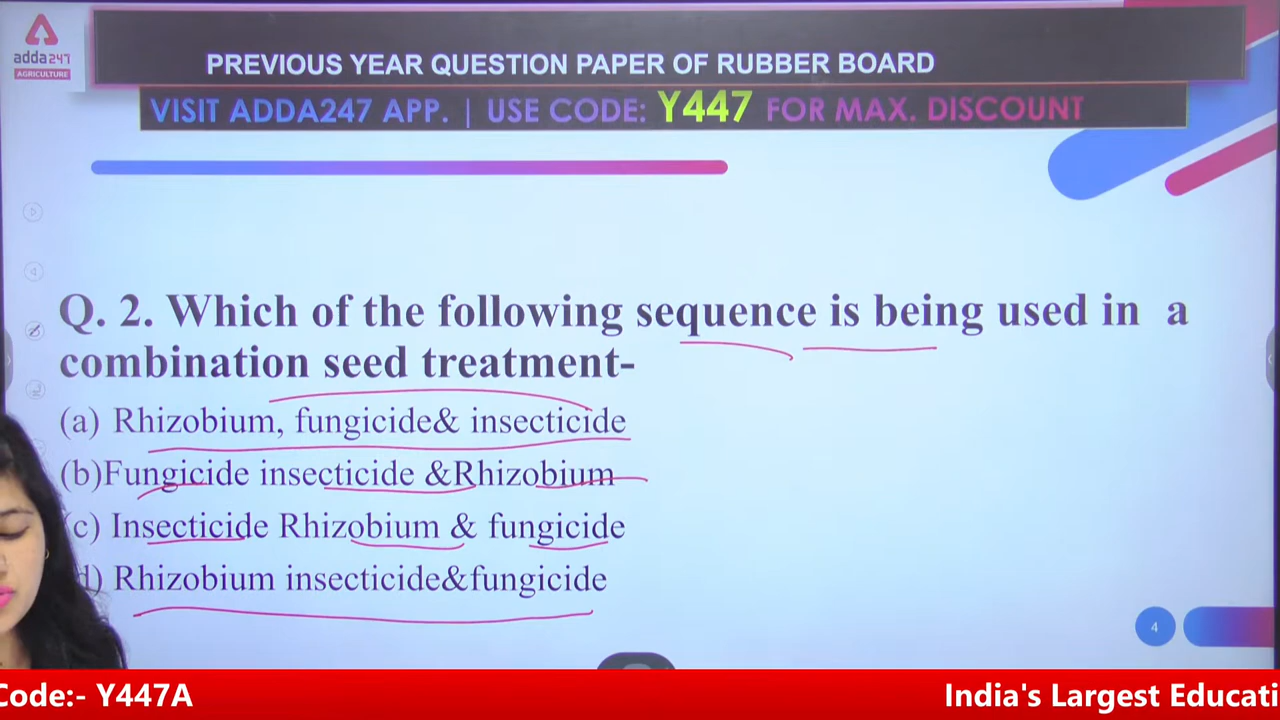 adda247
AGRICULTURE
PREVIOUS YEAR QUESTION PAPER OF RUBBER BOARD
VISIT ADDA247 APP. | USE CODE: Y447 FOR MAX. DISCOUNT
Q. 2. Which of the following sequence is being used in a
combination seed treatment-
(a) Rhizobium, fungicide& insecticide
(b)Fungicide insecticide &Rhizobium
(c) Insecticide Rhizobium & fungicide
d) Rhizobium insecticide&fungicide
4
Code:- Y447A
India's Largest Educati